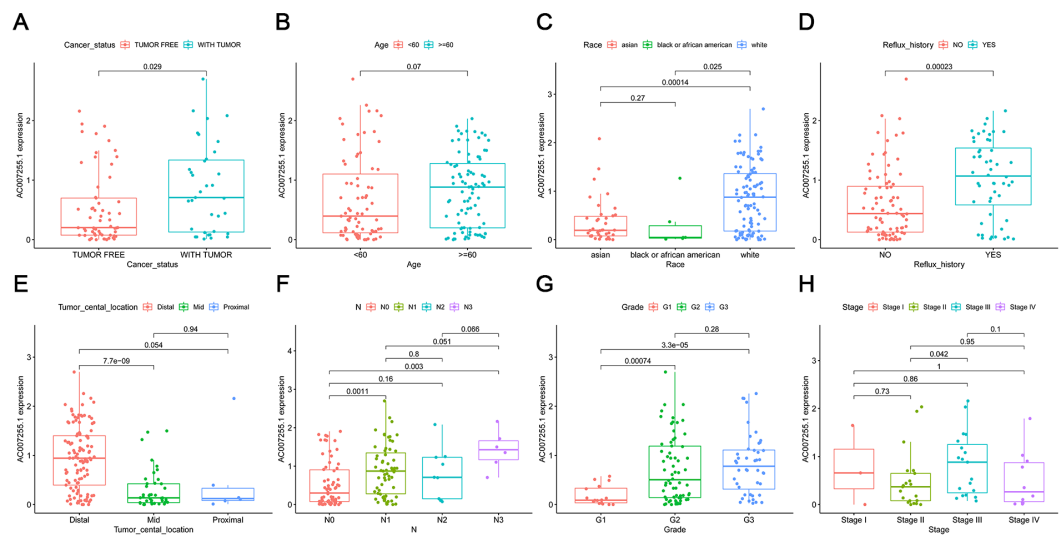 A
Cancer_status TUMOR FREE WITH TUMOR
0.029
AC007255.1 expression
2
1
0
TUMOR FREE WITH TUMOR
Cancer_status
B
Age <60 >=60
0.07
AC007255.1 expression
2
1
0
<60 >=60
Age
C
Race asian black or african american white
0.025
0.00014
0.27
AC007255.1 expression
3
2
1
0
asian black or african american white
Race
D
Reflux_history NO YES
0.00023
AC007255.1 expression
2
1
0
NO YES
Reflux_history
E
Tumor_cental_location Distal Mid Proximal
0.94
0.054
7.7e-09
AC007255.1 expression
3
2
1
0
Distal Mid Proximal
Tumor_cental_location
F
N N0 N1 N2 N3
0.066
0.051
0.8
0.003
0.16
0.0011
AC007255.1 expression
4
3
2
1
0
N0 N1 N2 N3
N
G
Grade G1 G2 G3
0.28
3.3e-05
0.00074
AC007255.1 expression
3
2
1
0
G1 G2 G3
Grade
H
Stage Stage I Stage II Stage III Stage IV
0.1
0.95
0.042
1
0.86
0.73
AC007255.1 expression
3
2
1
0
Stage I Stage II Stage III Stage IV
Stage